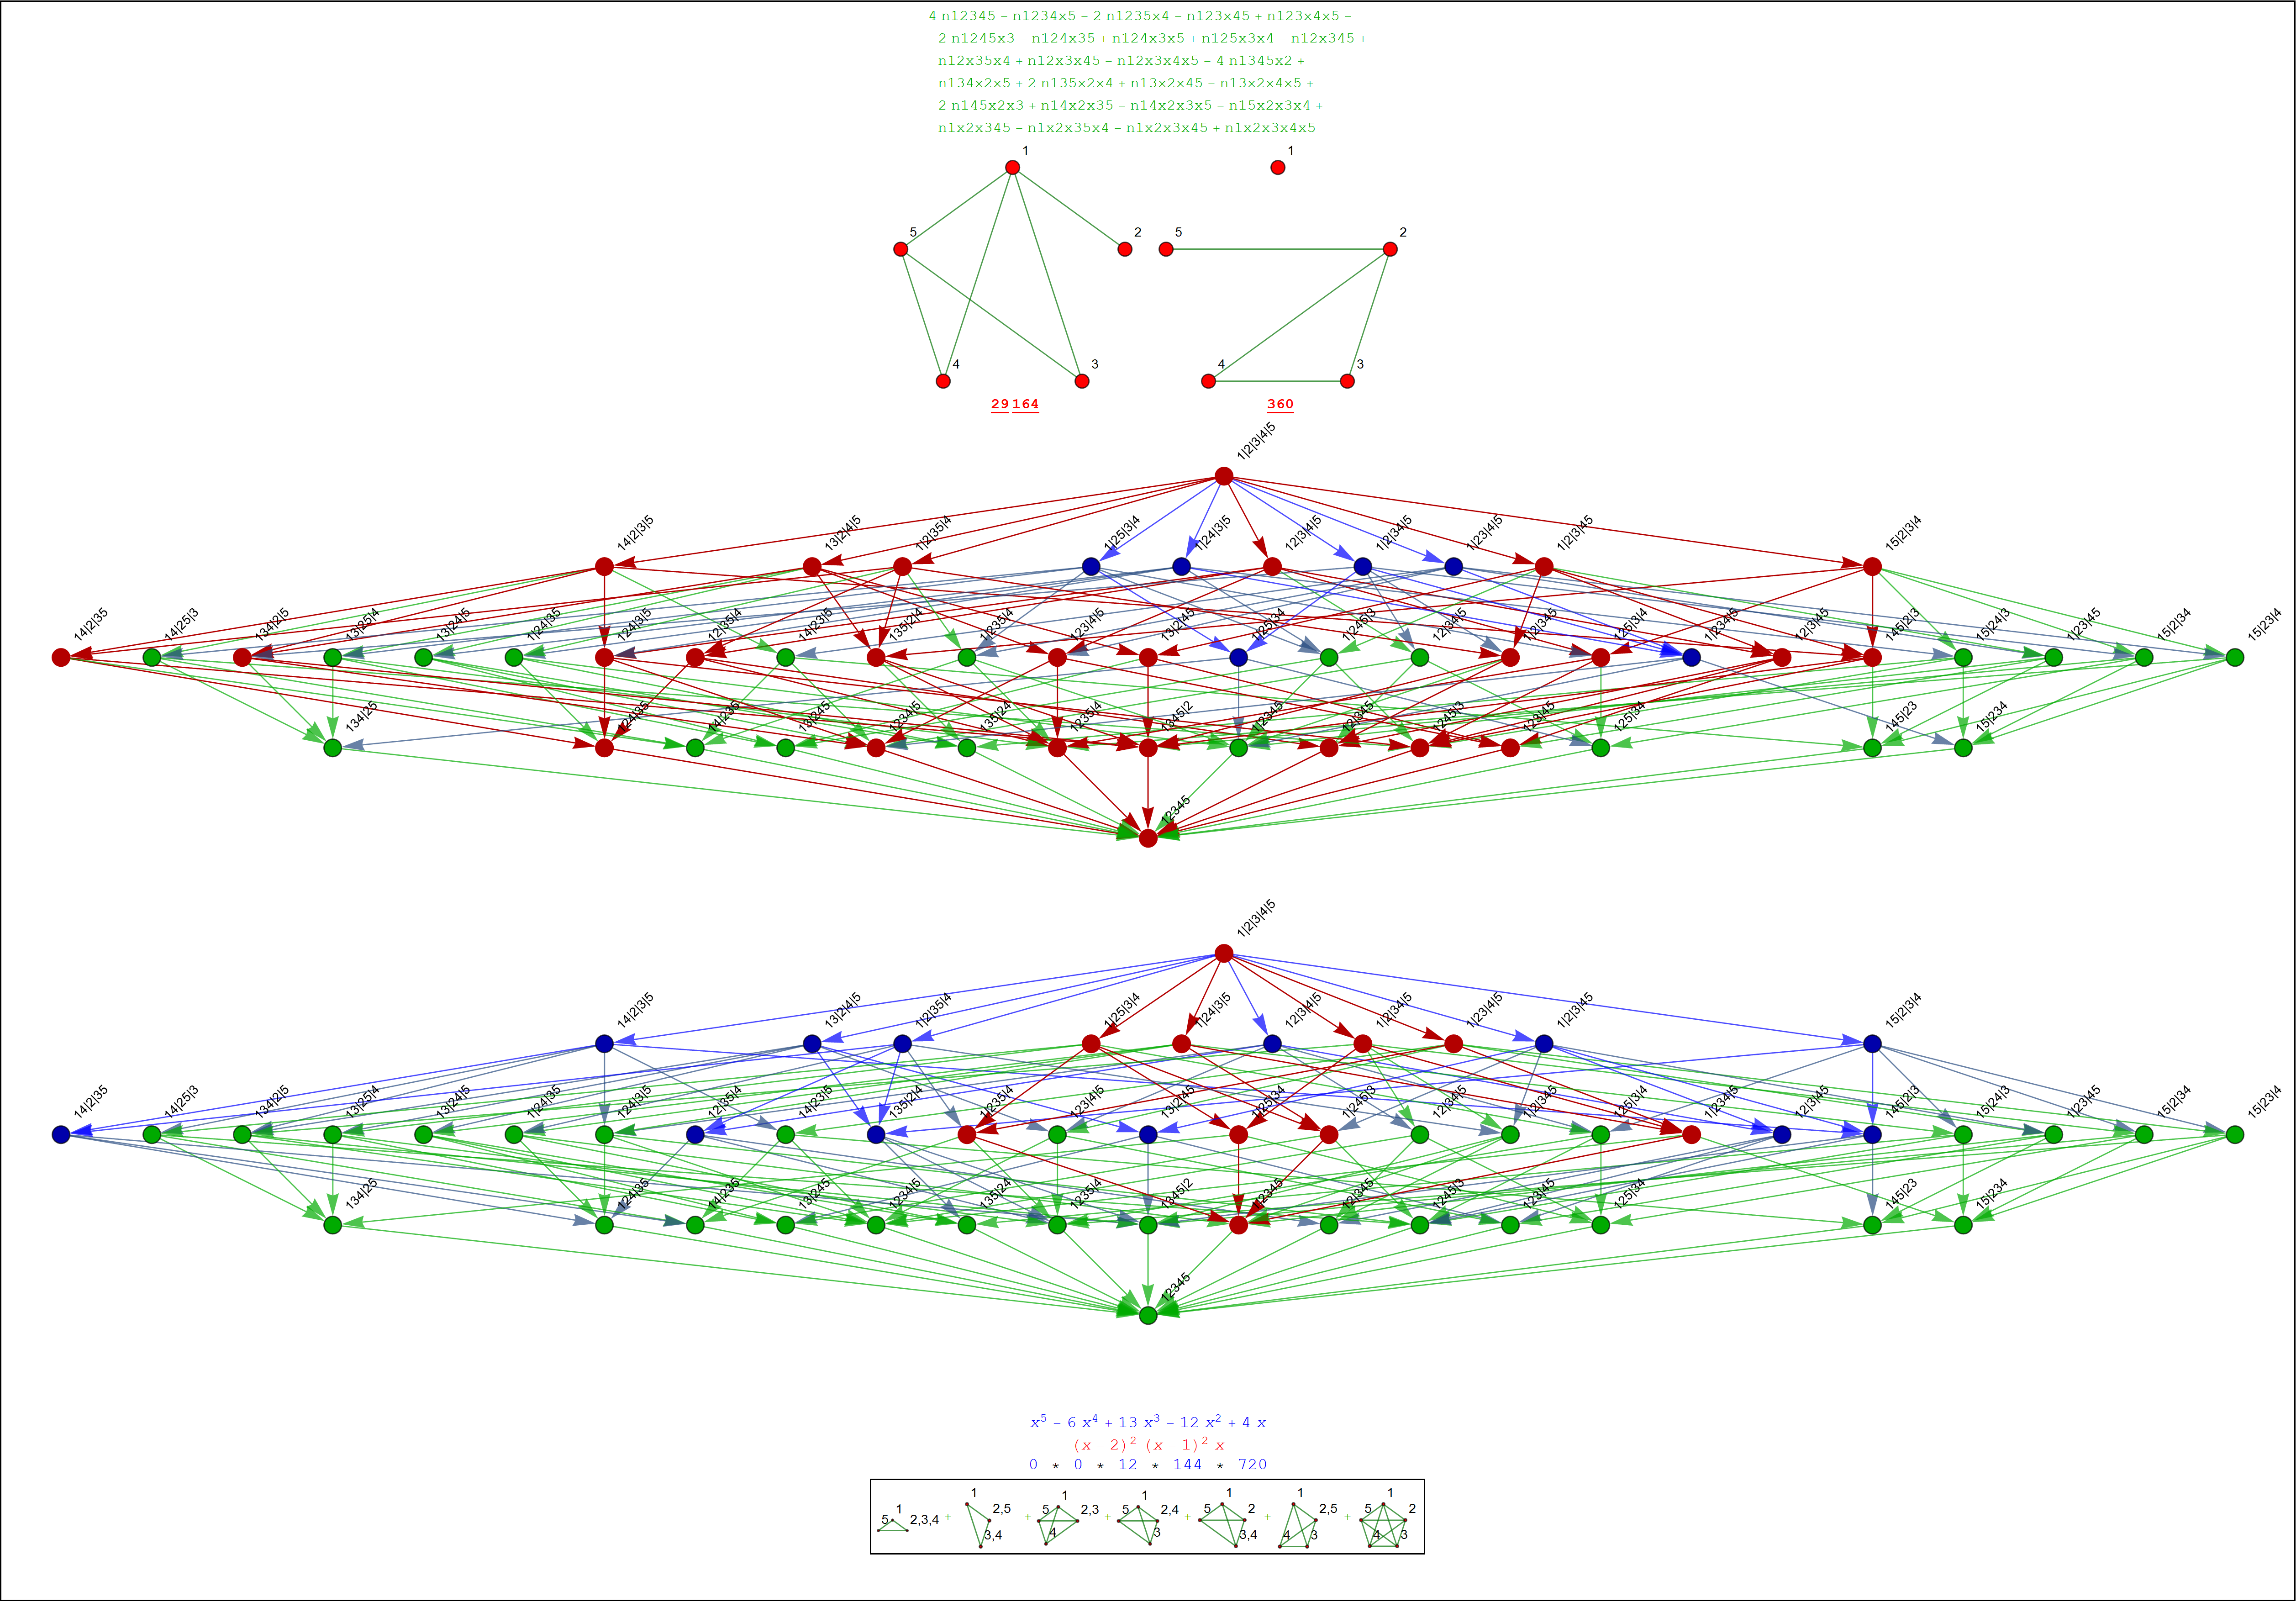 4 n12345 – n1234x5 – 2 n1235x4 – n123x45 + n123x4x5 –
2 n1245x3 – n124x35 + n124x3x5 + n125x3x4 – n12x345 +
n12x35x4 + n12x3x45 – n12x3x4x5 – 4 n1345x2 +
n134x2x5 + 2 n135x2x4 + n13x2x45 – n13x2x4x5 +
2 n145x2x3 + n14x2x35 – n14x2x3x5 – n15x2x3x4 +
n1x2x345 – n1x2x35x4 – n1x2x3x45 + n1x2x3x4x5
1 1
5 2 5 2
4 3 4 3
29 164 360
1|2|3|4|5
14|2|3|5 13|2|4|5 1|2|35|4 1|25|3|4 1|24|3|5 12|3|4|5 1|2|34|5 1|23|4|5 1|2|3|45 15|2|3|4
14|2|35 14|25|3 134|2|5 13|25|4 13|24|5 1|24|35 124|3|5 12|35|4 14|23|5 135|2|4 1|235|4 123|4|5 13|2|45 1|25|34 1|245|3 12|34|5 1|2|345 125|3|4 1|234|5 12|3|45 145|2|3 15|24|3 1|23|45 15|2|34 15|23|4
134|25 124|35 14|235 13|245 1234|5 135|24 1235|4 1345|2 1|2345 12|345 1245|3 123|45 125|34 145|23 15|234
12345
1|2|3|4|5
14|2|3|5 13|2|4|5 1|2|35|4 1|25|3|4 1|24|3|5 12|3|4|5 1|2|34|5 1|23|4|5 1|2|3|45 15|2|3|4
14|2|35 14|25|3 134|2|5 13|25|4 13|24|5 1|24|35 124|3|5 12|35|4 14|23|5 135|2|4 1|235|4 123|4|5 13|2|45 1|25|34 1|245|3 12|34|5 1|2|345 125|3|4 1|234|5 12|3|45 145|2|3 15|24|3 1|23|45 15|2|34 15|23|4
134|25 124|35 14|235 13|245 1234|5 135|24 1235|4 1345|2 1|2345 12|345 1245|3 123|45 125|34 145|23 15|234
12345
x⁵ – 6 x⁴ + 13 x³ – 12 x² + 4 x
(x – 2)² (x – 1)² x
0 * 0 * 12 * 144 * 720
1 5 2,3,4 + 1 2,5 3,4 + 1 5 2,3 4 + 1 5 2,4 3 + 1 5 2 3,4 + 1 2,5 4 3 + 1 5 2 4 3